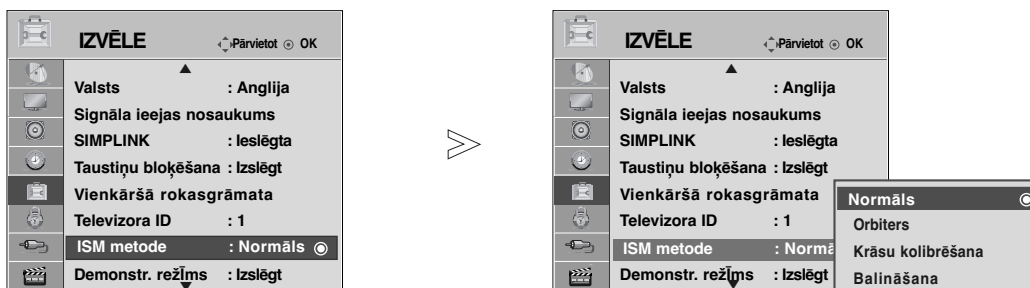 IZVĒLE Pārvietot OK
Valsts : Anglija
Signāla ieejas nosaukums
SIMPLINK : Ieslēgta
Taustiņu bloķēšana : Izslēgt
Vienkāršā rokasgrāmata
Televizora ID : 1
ISM metode : Normāls
Demonstr. režīms : Izslēgt
IZVĒLE Pārvietot OK
Valsts : Anglija
Signāla ieejas nosaukums
SIMPLINK : Ieslēgta
Taustiņu bloķēšana : Izslēgt
Vienkāršā rokasgrāmata
Televizora ID : 1
ISM metode : Normā
Demonstr. režīms : Izslēgt
Normāls
Orbiters
Krāsu kolibrēšana
Balināšana